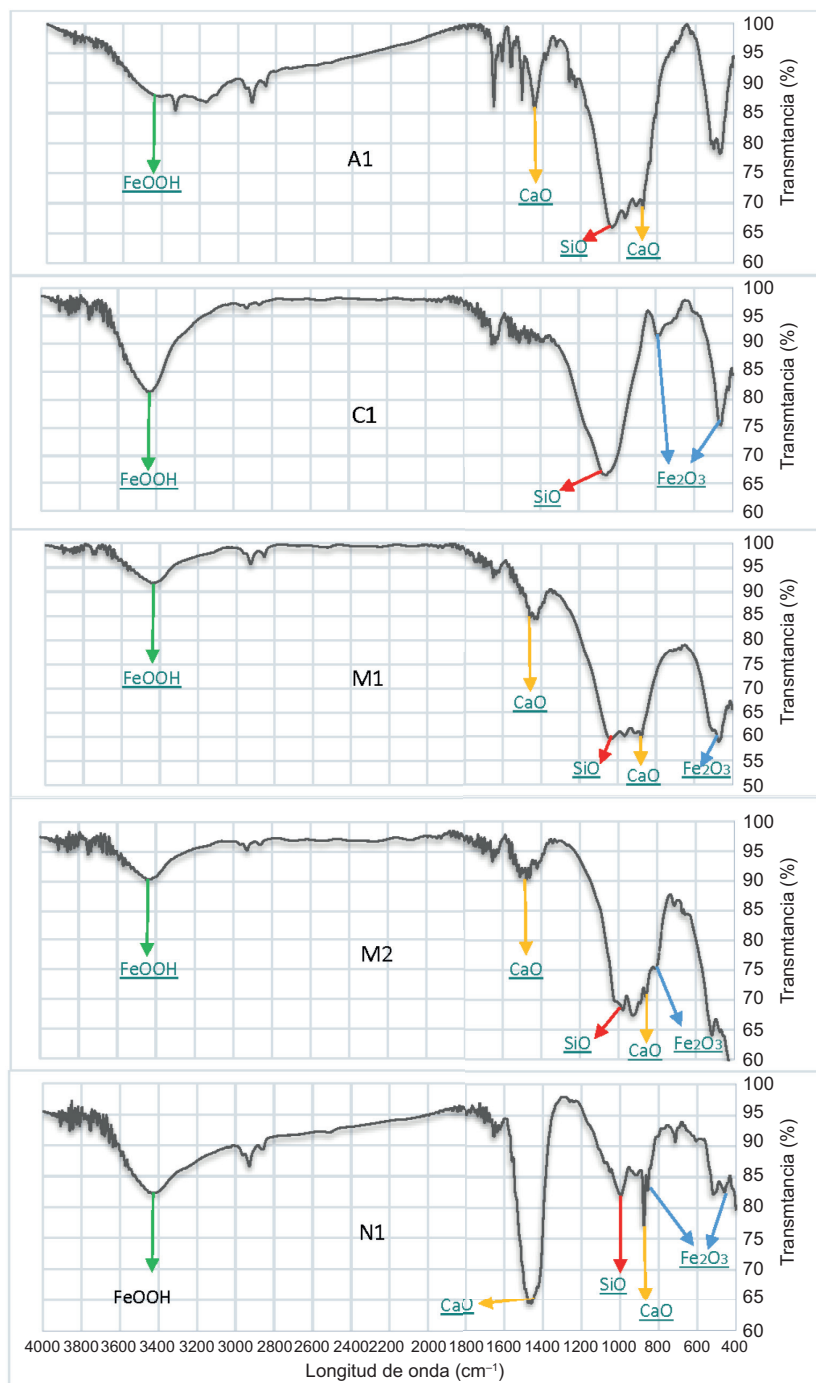 100
95
90
85
80
75
70
65
60
Transmtancia (%)
A1
FeOOH
CaO
SiO
CaO
100
95
90
85
80
75
70
65
60
Transmtancia (%)
C1
FeOOH
SiO
Fe2O3
100
95
90
85
80
75
70
65
60
55
50
Transmtancia (%)
M1
FeOOH
CaO
SiO
CaO
Fe2O3
100
95
90
85
80
75
70
65
60
Transmtancia (%)
M2
FeOOH
CaO
SiO
CaO
Fe2O3
100
95
90
85
80
75
70
65
60
Transmtancia (%)
N1
FeOOH
CaO
SiO
CaO
Fe2O3
4000 3800 3400 3200 2800 2600 2400 2000 1800 1400 1200 1000 800 600 400
Longitud de onda (cm⁻¹)